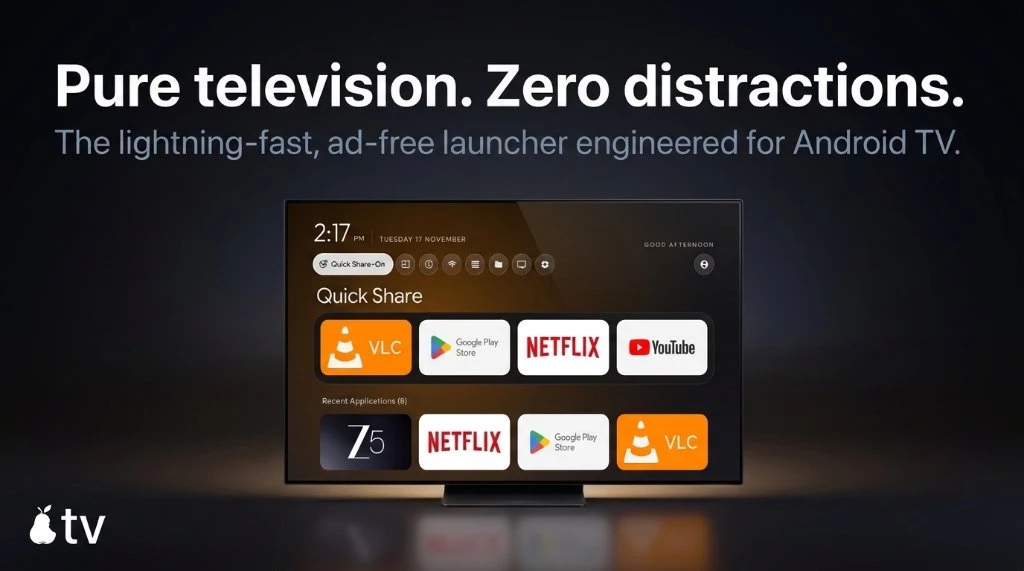 Pure television. Zero distractions.
The lightning-fast, ad-free launcher engineered for Android TV.
2:17 PM TUESDAY 17 NOVEMBER
GOOD AFTERNOON
Quick Share•On
Quick Share
VLC
Google Play Store
NETFLIX
YouTube
Recent Applications (8)
Z5
NETFLIX
Google Play Store
VLC
tv